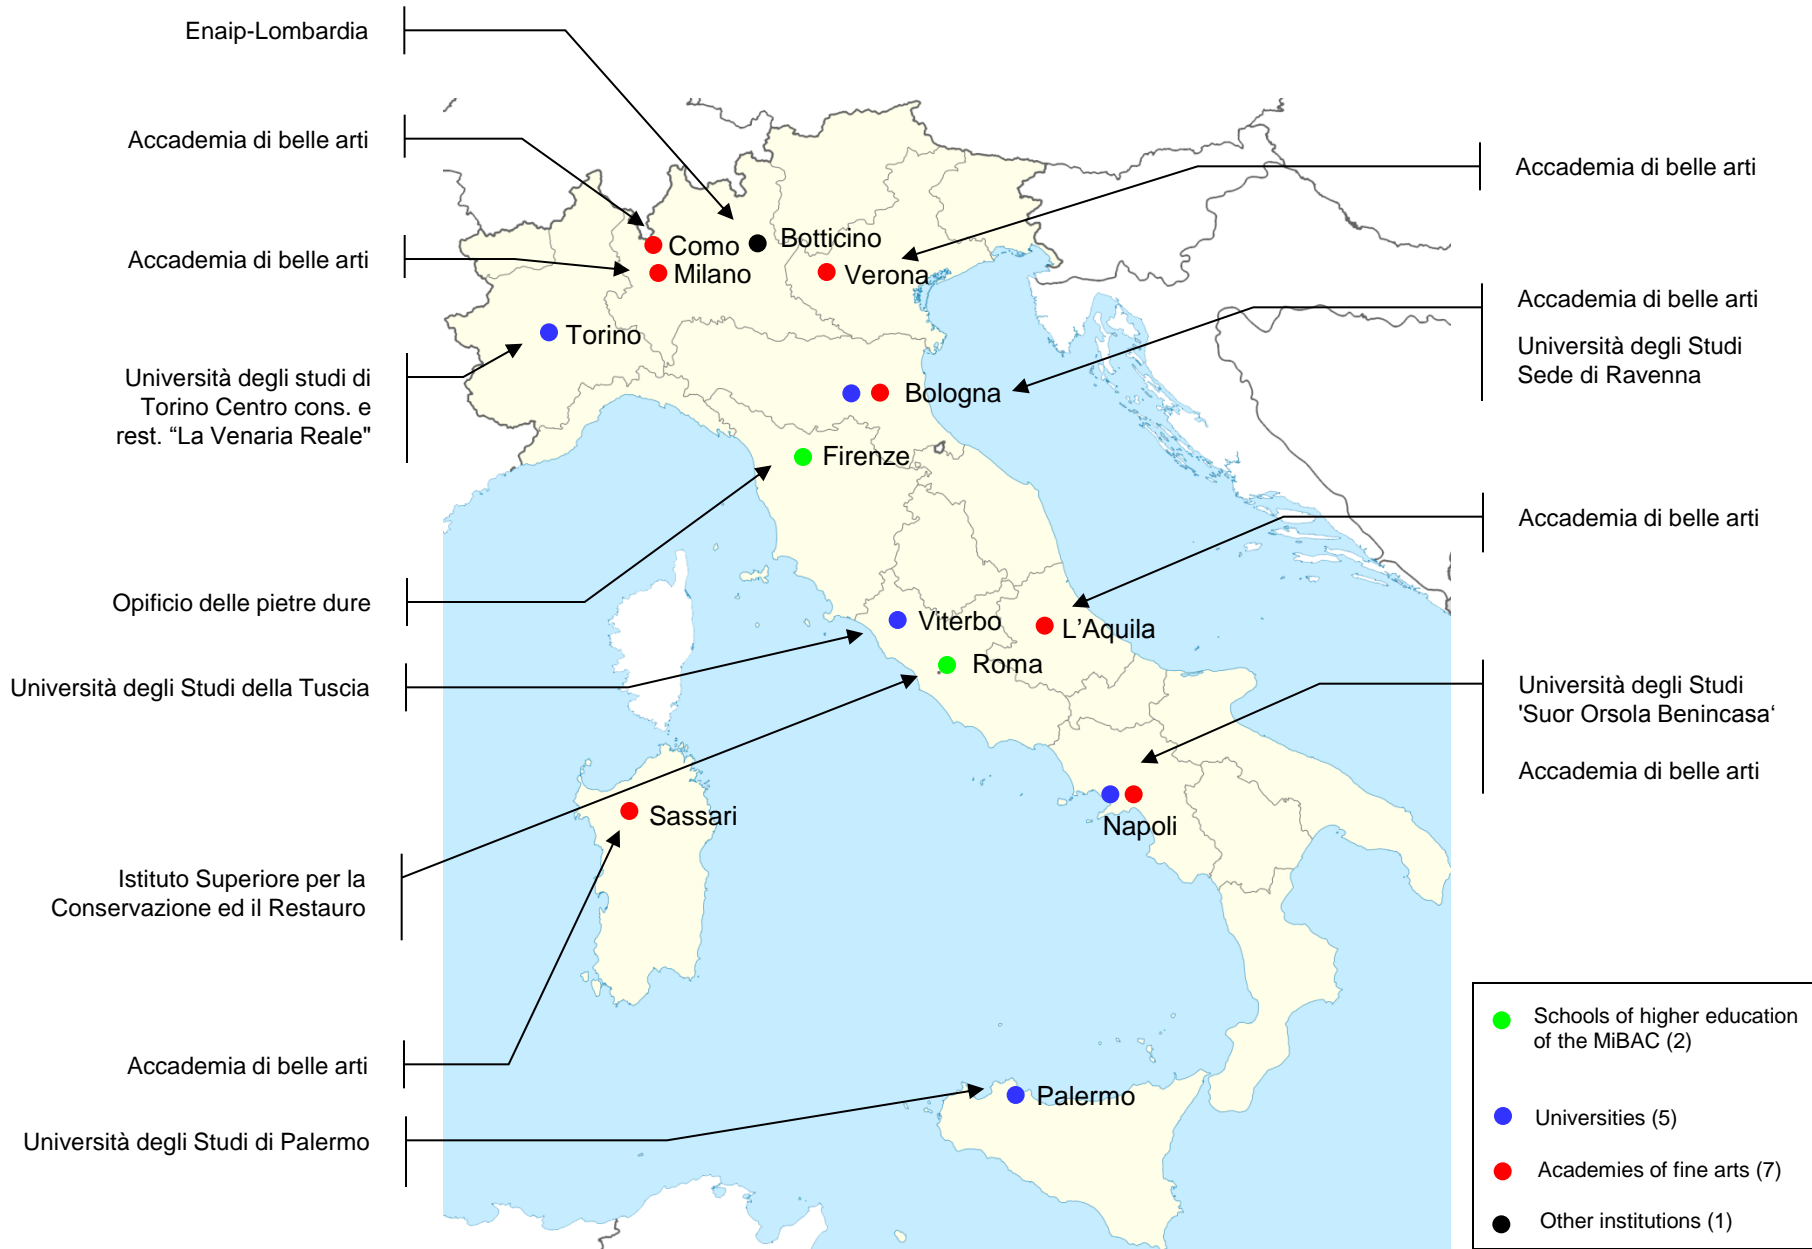 Enaip-Lombardia
Accademia di belle arti
Accademia di belle arti
Università degli studi di
Torino Centro cons. e
rest. “La Venaria Reale"
Opificio delle pietre dure
Università degli Studi della Tuscia
Istituto Superiore per la
Conservazione ed il Restauro
Accademia di belle arti
Università degli Studi di Palermo
Como
Botticino
Milano
Verona
Torino
Bologna
Firenze
Viterbo
L’Aquila
Roma
Napoli
Sassari
Palermo
Accademia di belle arti
Accademia di belle arti
Università degli Studi
Sede di Ravenna
Accademia di belle arti
Università degli Studi
'Suor Orsola Benincasa‘
Accademia di belle arti
Schools of higher education
of the MiBAC (2)
Universities (5)
Academies of fine arts (7)
Other institutions (1)